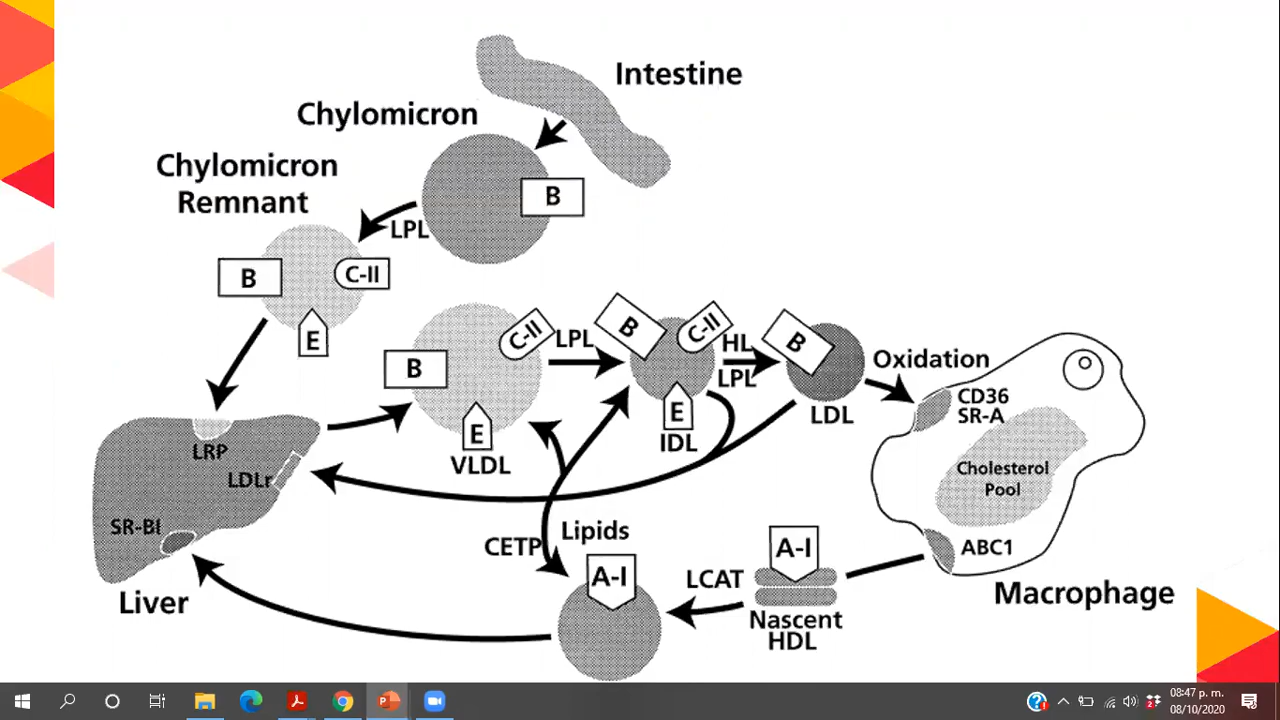 Intestine
Chylomicron
B
Chylomicron
Remnant
LPL
B
C-II
E
B
C-II
E
VLDL
LPL
B
C-II
E
IDL
HL
LPL
B
LDL
Oxidation
CD36
SR-A
Cholesterol
Pool
ABC1
Macrophage
LRP
LDLr
SR-BI
Liver
CETP
Lipids
A-I
LCAT
A-I
Nascent
HDL
08:47 p. m.
08/10/2020